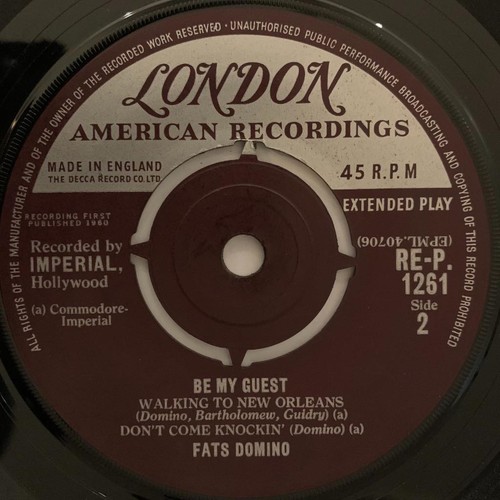 ALL RIGHTS OF THE MANUFACTURER AND OF THE OWNER OF THE RECORDED WORK RESERVED · UNAUTHORISED PUBLIC PERFORMANCE BROADCASTING AND COPYING OF THIS RECORD PROHIBITED
LONDON
AMERICAN RECORDINGS
MADE IN ENGLAND
THE DECCA RECORD CO. LTD.
45 R.P.M
EXTENDED PLAY
RECORDING FIRST
PUBLISHED 1960
(EPML.40706)
Recorded by
IMPERIAL,
Hollywood
RE-P.
1261
Side
2
(a) Commodore-
Imperial
BE MY GUEST
WALKING TO NEW ORLEANS
(Domino, Bartholomew, Guidry) (a)
DON'T COME KNOCKIN' (Domino) (a)
FATS DOMINO